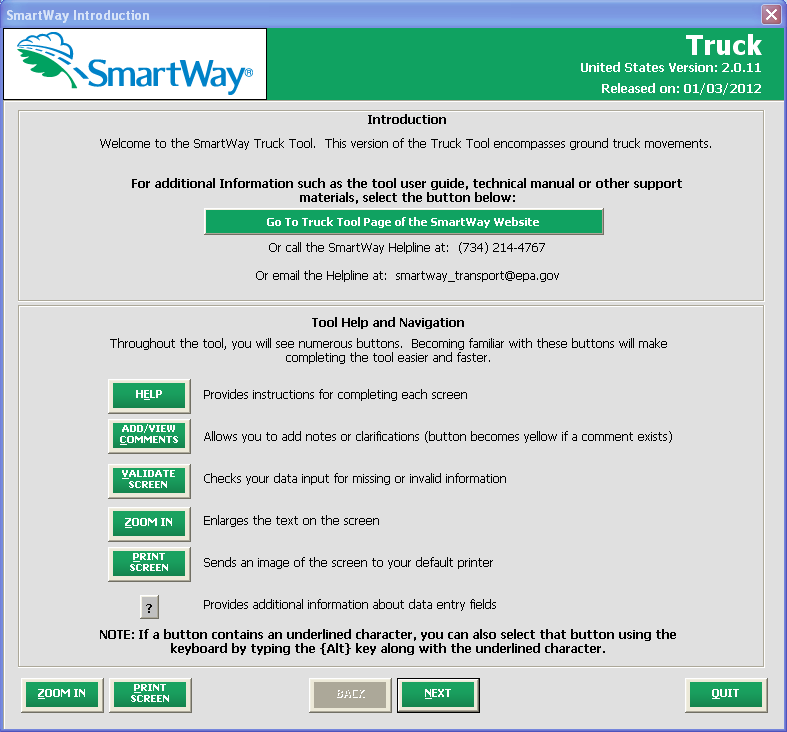 SmartWay Introduction
SmartWay®
Truck
United States Version: 2.0.11
Released on: 01/03/2012
Introduction
Welcome to the SmartWay Truck Tool. This version of the Truck Tool encompasses ground truck movements.
For additional Information such as the tool user guide, technical manual or other support
materials, select the button below:
Go To Truck Tool Page of the SmartWay Website
Or call the SmartWay Helpline at: (734) 214-4767
Or email the Helpline at: smartway_transport@epa.gov
Tool Help and Navigation
Throughout the tool, you will see numerous buttons. Becoming familiar with these buttons will make
completing the tool easier and faster.
HELP
Provides instructions for completing each screen
ADD/VIEW
COMMENTS
Allows you to add notes or clarifications (button becomes yellow if a comment exists)
VALIDATE
SCREEN
Checks your data input for missing or invalid information
ZOOM IN
Enlarges the text on the screen
PRINT
SCREEN
Sends an image of the screen to your default printer
?
Provides additional information about data entry fields
NOTE: If a button contains an underlined character, you can also select that button using the
keyboard by typing the {Alt} key along with the underlined character.
ZOOM IN
PRINT
SCREEN
BACK
NEXT
QUIT